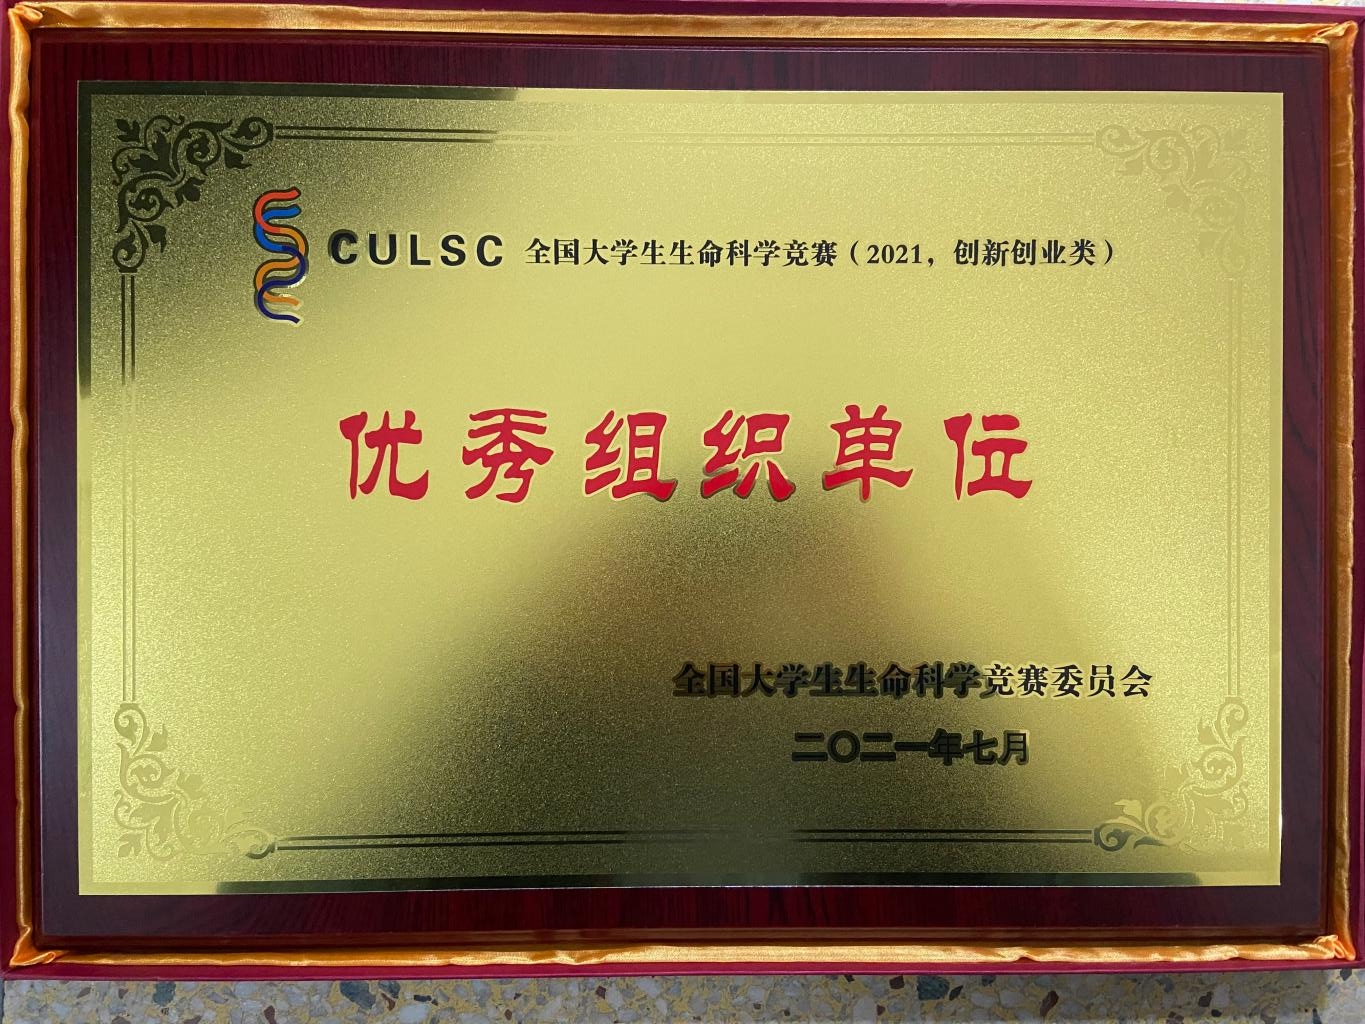 CULSC 全国大学生生命科学竞赛（2021，创新创业类）
优秀组织单位
全国大学生生命科学竞赛委员会
二〇二一年七月